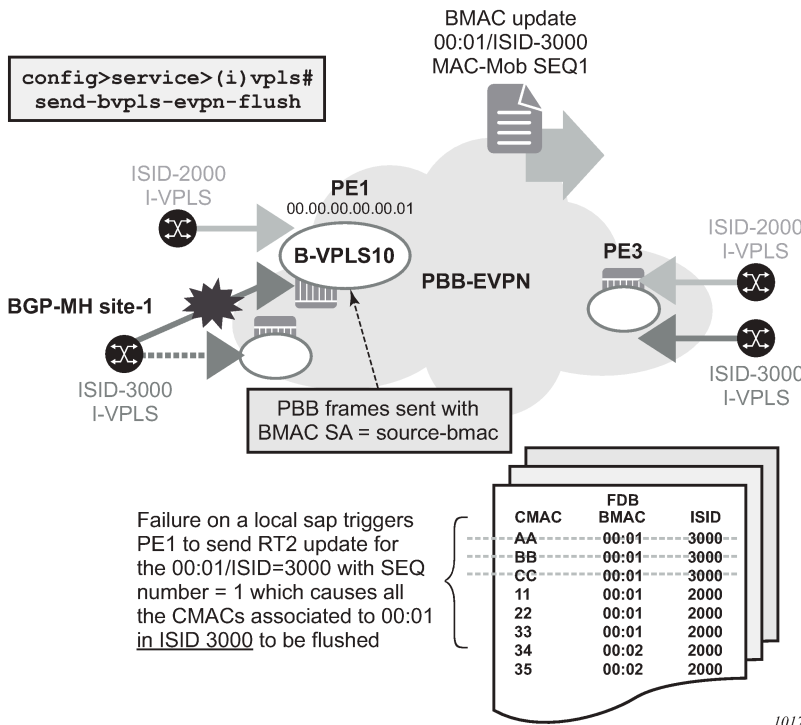 BMAC update
00:01/ISID-3000
MAC-Mob SEQ1
config>service>(i)vpls#
send-bvpls-evpn-flush
ISID-2000
I-VPLS
PE1
00.00.00.00.00.01
B-VPLS10
PBB-EVPN
PE3
ISID-2000
I-VPLS
BGP-MH site-1
ISID-3000
I-VPLS
ISID-3000
I-VPLS
PBB frames sent with
BMAC SA = source-bmac
Failure on a local sap triggers
PE1 to send RT2 update for
the 00:01/ISID=3000 with SEQ
number = 1 which causes all
the CMACs associated to 00:01
in ISID 3000 to be flushed
FDB
CMAC BMAC ISID
AA 00:01 3000
BB 00:01 3000
CC 00:01 3000
11 00:01 2000
22 00:01 2000
33 00:01 2000
34 00:02 2000
35 00:02 2000